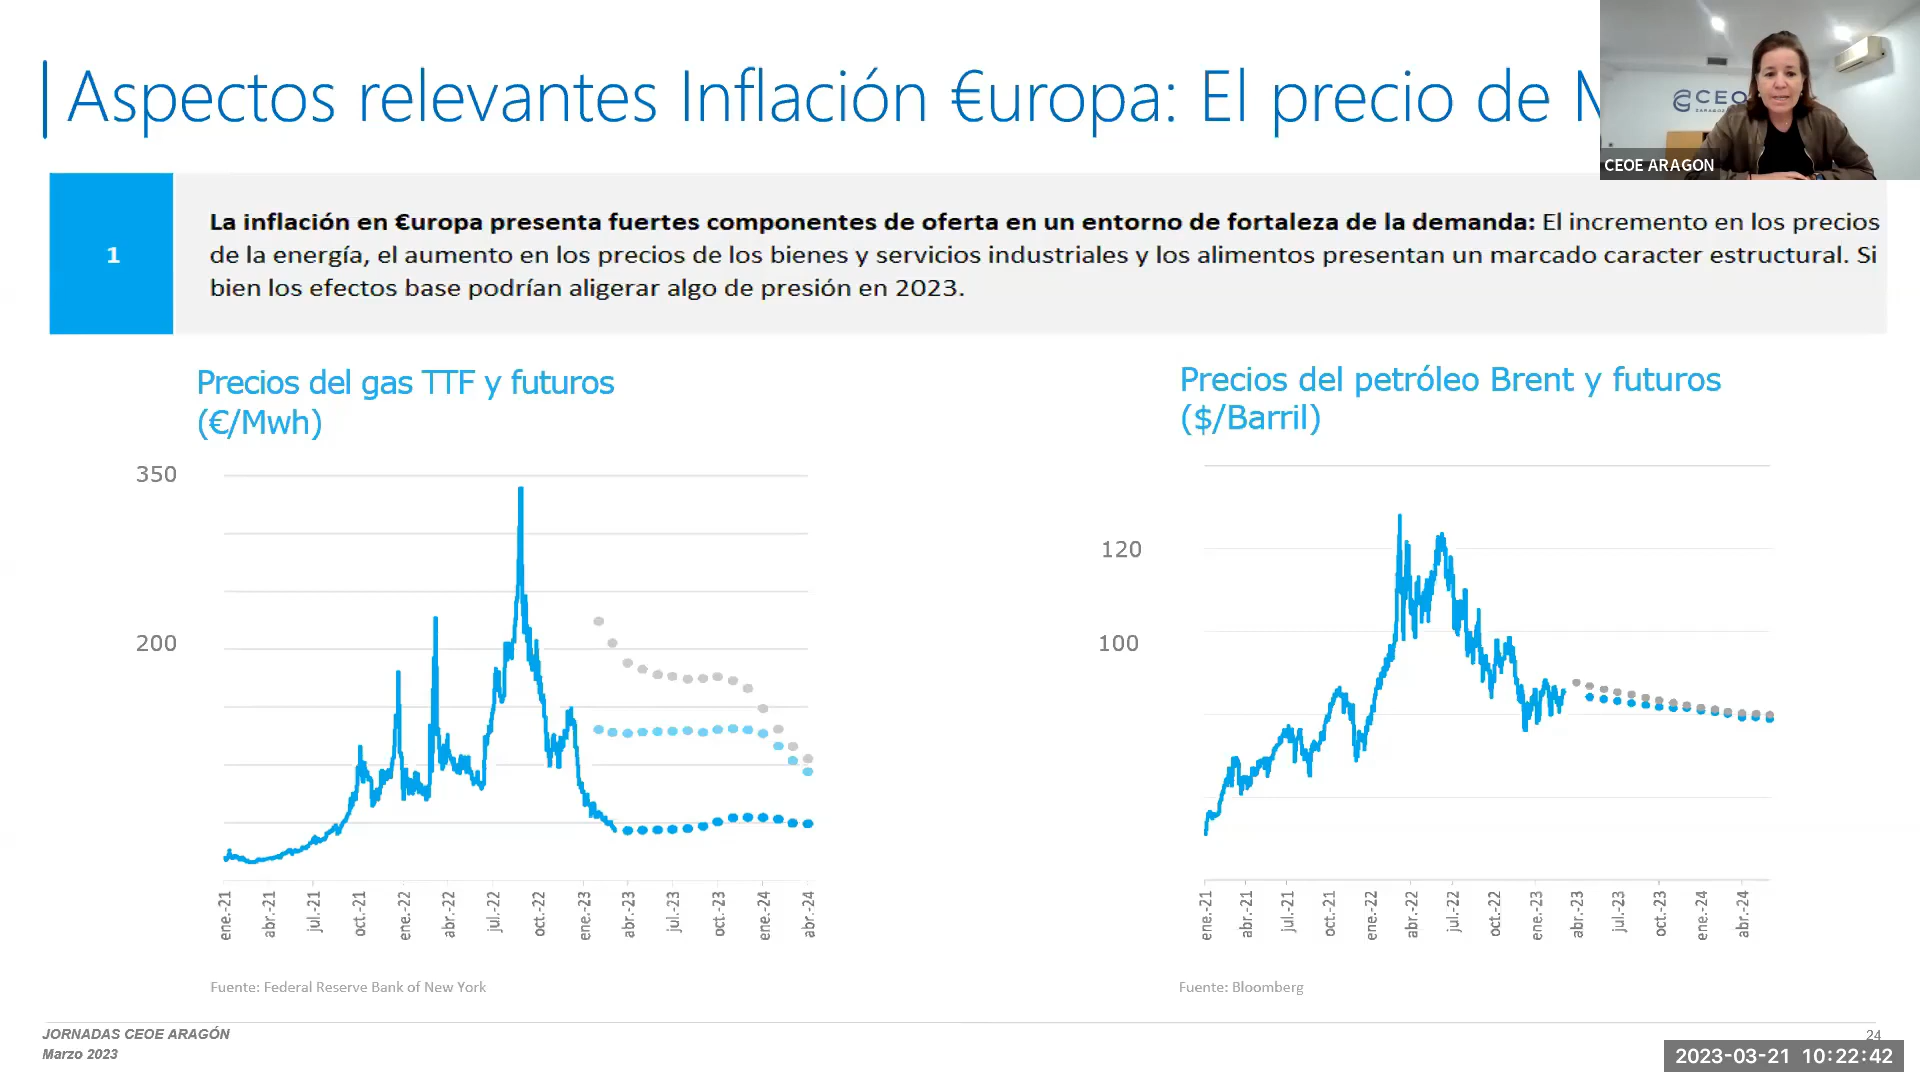 Aspectos relevantes Inflación €uropa: El precio de
CEO
CEOE ARAGON
1
La inflación en €uropa presenta fuertes componentes de oferta en un entorno de fortaleza de la demanda: El incremento en los precios
de la energía, el aumento en los precios de los bienes y servicios industriales y los alimentos presentan un marcado caracter estructural. Si
bien los efectos base podrían aligerar algo de presión en 2023.
Precios del gas TTF y futuros
(€/Mwh)
350
200
ene.-21 abr.-21 jul.-21 oct.-21 ene.-22 abr.-22 jul.-22 oct.-22 ene.-23 abr.-23 jul.-23 oct.-23 ene.-24 abr.-24
Fuente: Federal Reserve Bank of New York
Precios del petróleo Brent y futuros
($/Barril)
120
100
ene.-21 abr.-21 jul.-21 oct.-21 ene.-22 abr.-22 jul.-22 oct.-22 ene.-23 abr.-23 jul.-23 oct.-23 ene.-24 abr.-24
Fuente: Bloomberg
JORNADAS CEOE ARAGÓN
Marzo 2023
24
2023-03-21 10:22:42